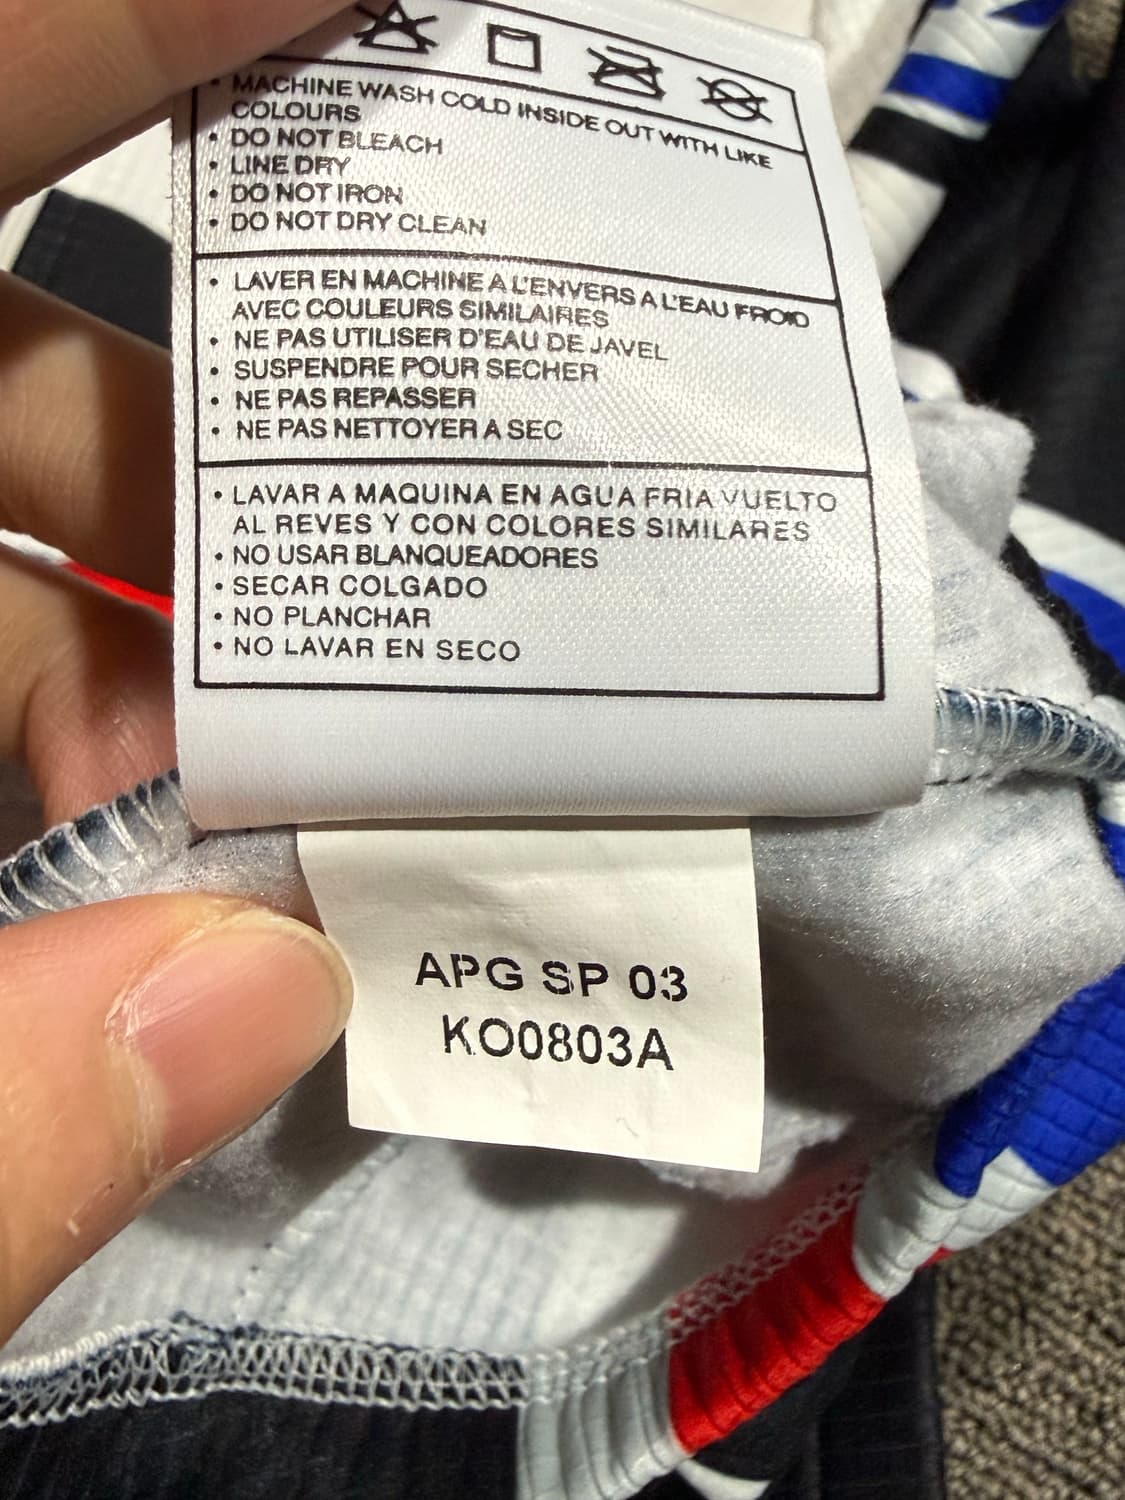 • MACHINE WASH COLD INSIDE OUT WITH LIKE
COLOURS
• DO NOT BLEACH
• LINE DRY
• DO NOT IRON
• DO NOT DRY CLEAN
• LAVER EN MACHINE A L'ENVERS A L'EAU FROID
AVEC COULEURS SIMILAIRES
• NE PAS UTILISER D'EAU DE JAVEL
• SUSPENDRE POUR SECHER
• NE PAS REPASSER
• NE PAS NETTOYER A SEC
• LAVAR A MAQUINA EN AGUA FRIA VUELTO
AL REVES Y CON COLORES SIMILARES
• NO USAR BLANQUEADORES
• SECAR COLGADO
• NO PLANCHAR
• NO LAVAR EN SECO
APG SP 03
KO0803A